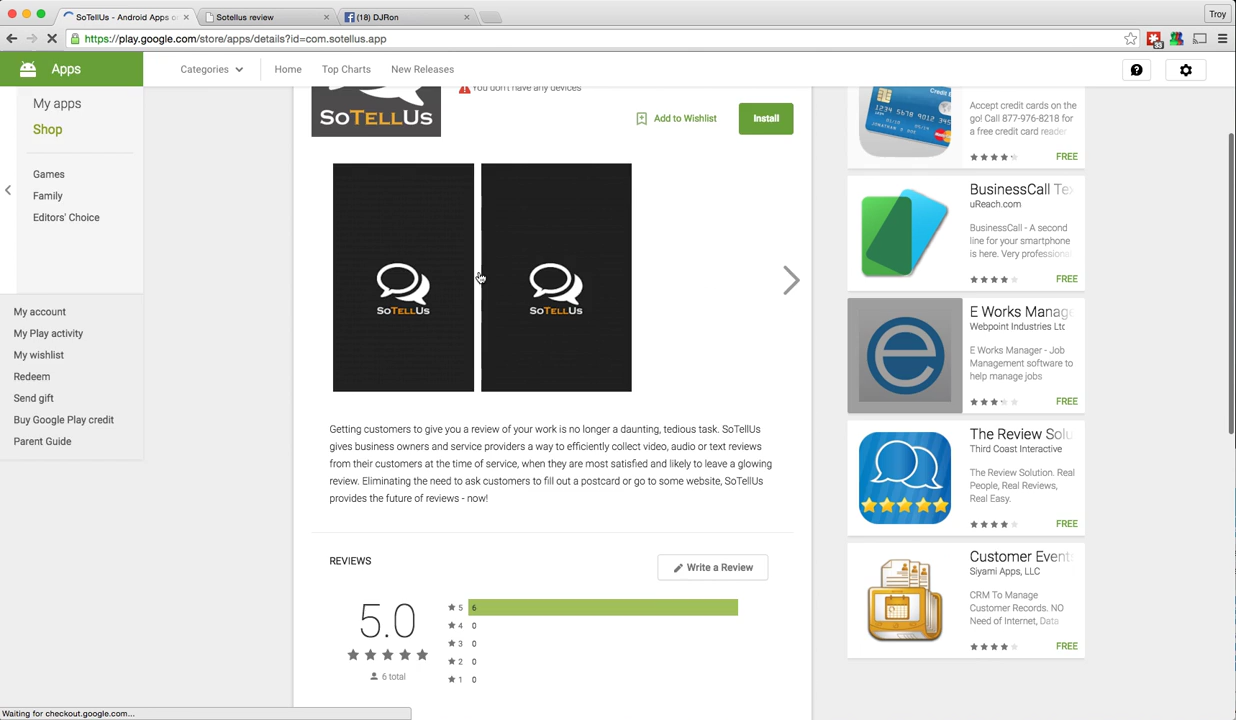 SoTellUs - Android Apps o
Sotellus review
(18) DJRon
Troy
https://play.google.com/store/apps/details?id=com.sotellus.app
33
Apps
Categories
Home
Top Charts
New Releases
My apps
Shop
Games
Family
Editors' Choice
My account
My Play activity
My wishlist
Redeem
Send gift
Buy Google Play credit
Parent Guide
SoTELLUS
You don't have any devices
Add to Wishlist
Install
SoTELLUs
SoTELLUs
Getting customers to give you a review of your work is no longer a daunting, tedious task. SoTellUs
gives business owners and service providers a way to efficiently collect video, audio or text reviews
from their customers at the time of service, when they are most satisfied and likely to leave a glowing
review. Eliminating the need to ask customers to fill out a postcard or go to some website, SoTellUs
provides the future of reviews - now!
REVIEWS
Write a Review
5.0
6 total
5 6
4 0
3 0
2 0
1 0
Accept credit cards on the
go! Call 877-976-8218 for
a free credit card reader
FREE
BusinessCall Te
uReach.com
BusinessCall - A second
line for your smartphone
is here. Very professiona
FREE
E Works Manage
Webpoint Industries Ltd
E Works Manager - Job
Management software to
help manage jobs
FREE
The Review Solu
Third Coast Interactive
The Review Solution. Real
People, Real Reviews,
Real Easy.
FREE
Customer Event
Siyami Apps, LLC
CRM To Manage
Customer Records. NO
Need of Internet, Data
FREE
Waiting for checkout.google.com...